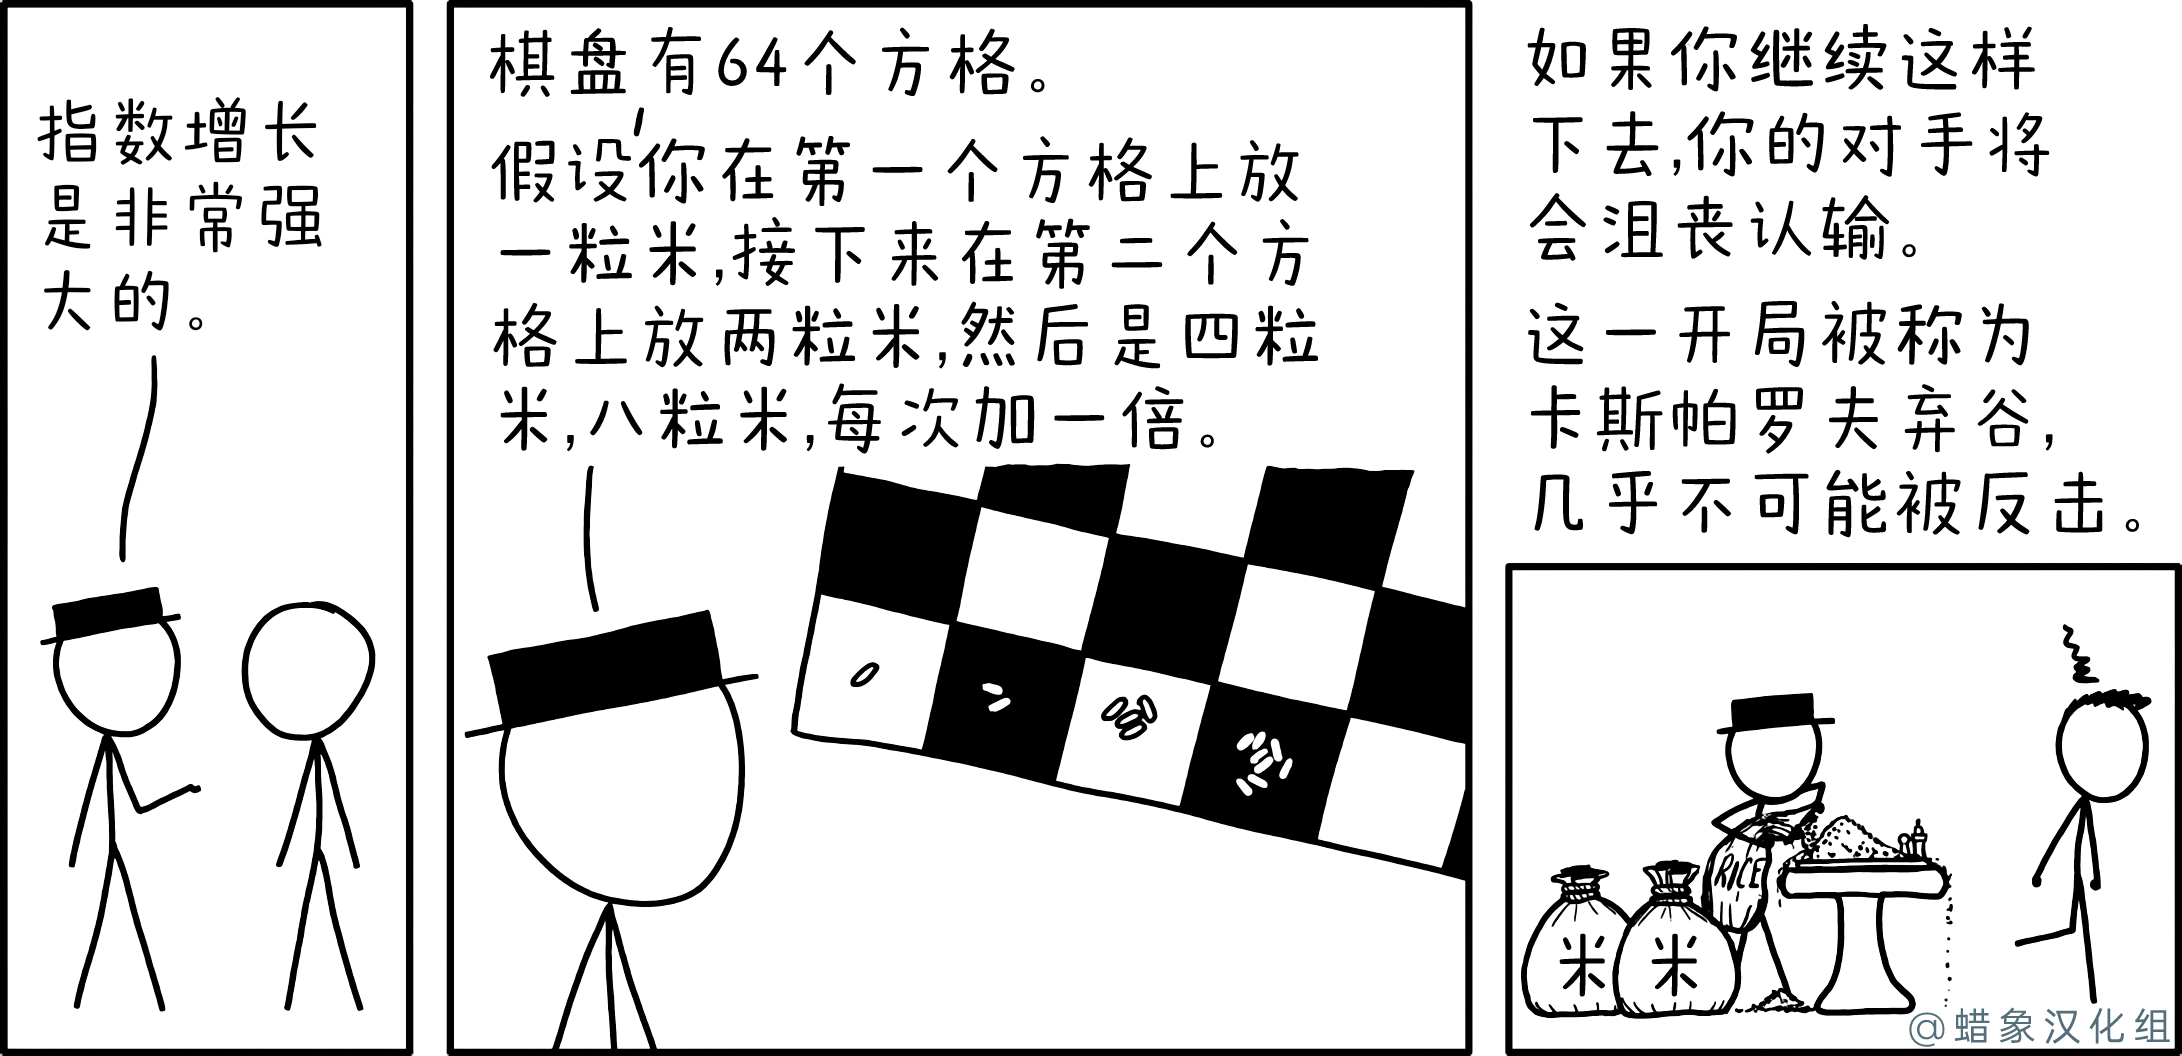 指数增长
是非常强
大的。
棋盘有64个方格。
假设你在第一个方格上放
一粒米,接下来在第二个方
格上放两粒米,然后是四粒
米,八粒米,每次加一倍。
如果你继续这样
下去,你的对手将
会沮丧认输。
这一开局被称为
卡斯帕罗夫弃谷,
几乎不可能被反击。
RICE
米
米
@蜡象汉化组